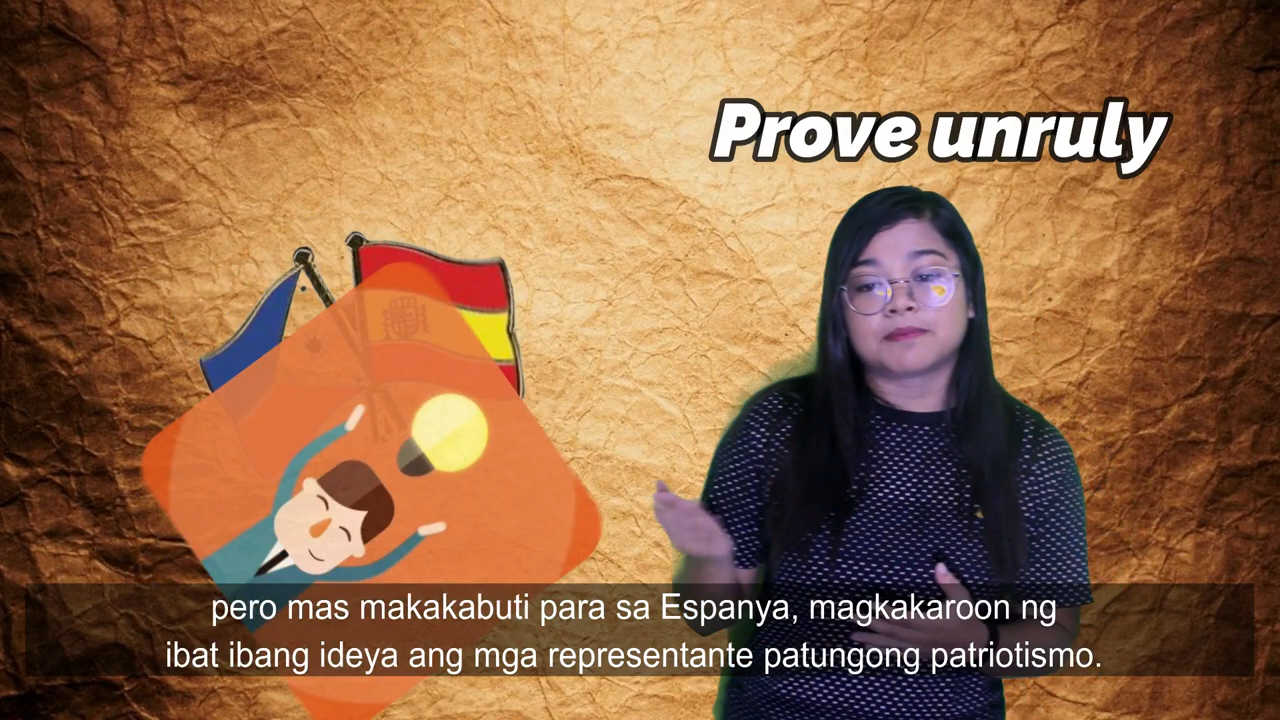 Prove unruly
pero mas makakabuti para sa Espanya, magkakaroon ng
ibat ibang ideya ang mga representante patungong patriotismo.